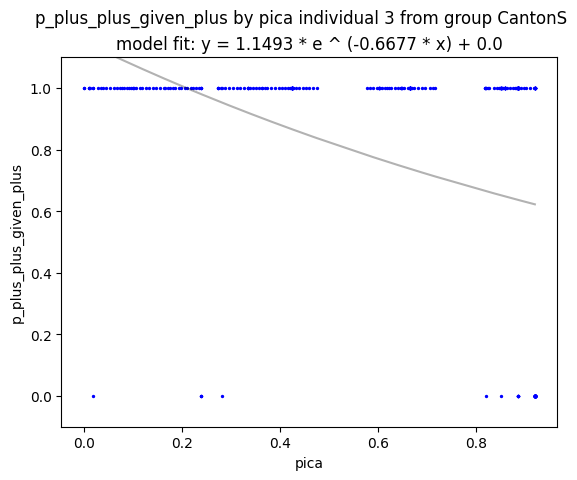 p_plus_plus_given_plus by pica individual 3 from group CantonS
model fit: y = 1.1493 * e ^ (-0.6677 * x) + 0.0
p_plus_plus_given_plus
1.0
0.8
0.6
0.4
0.2
0.0
0.0 0.2 0.4 0.6 0.8
pica